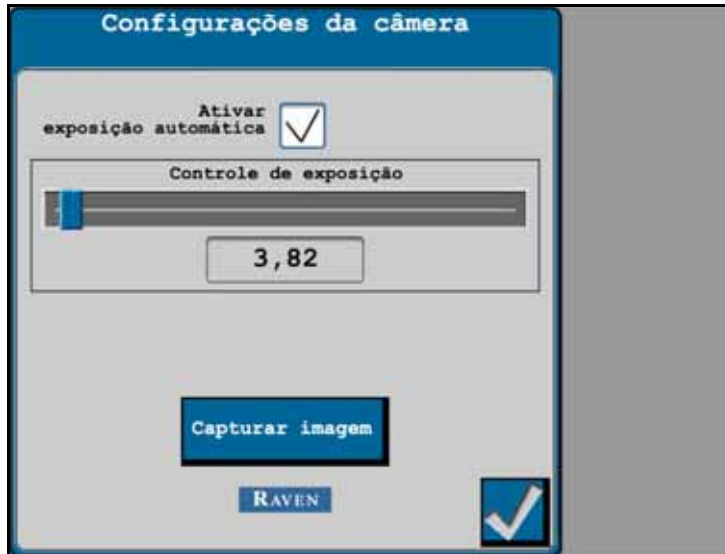 Configurações da câmera
Ativar
exposição automática
Controle de exposição
3,82
Capturar imagem
RAVEN